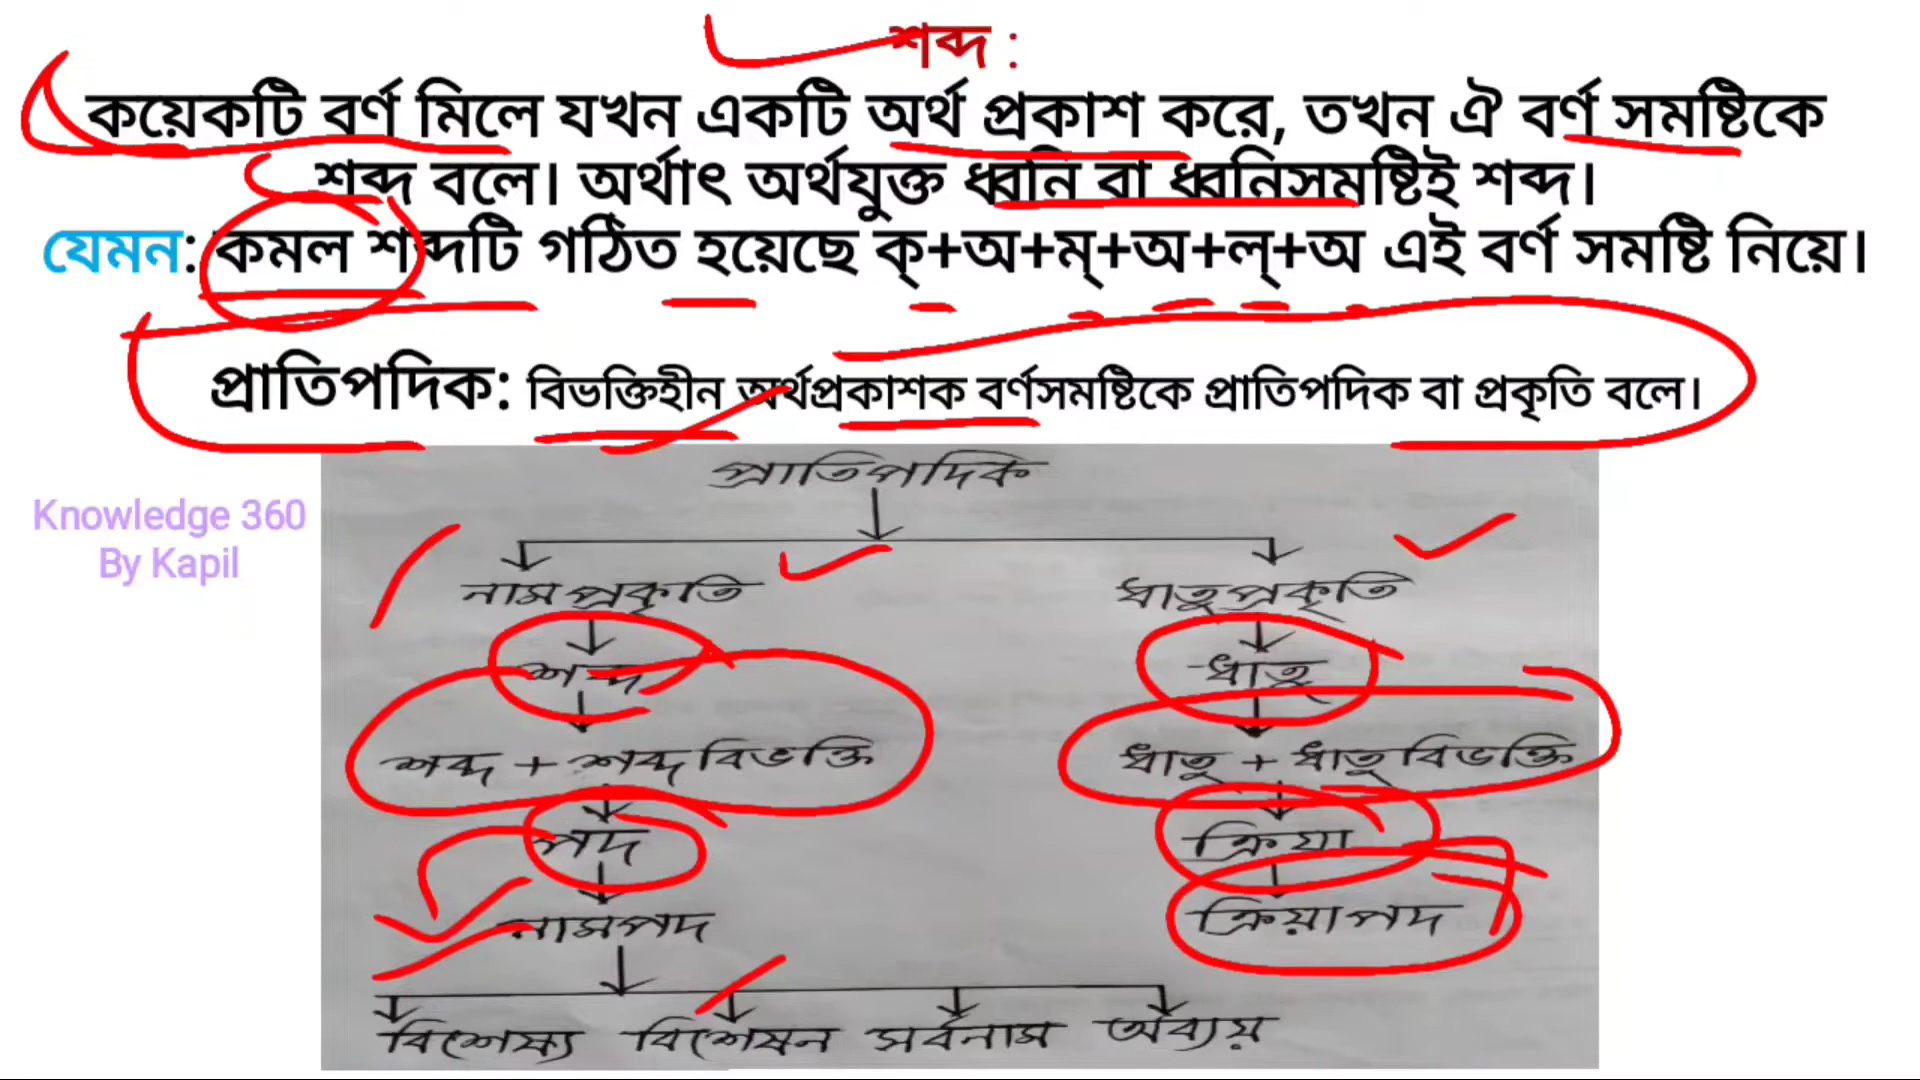 শব্দ :
কয়েকটি বর্ণ মিলে যখন একটি অর্থ প্রকাশ করে, তখন ঐ বর্ণ সমষ্টিকে
শব্দ বলে। অর্থাৎ অর্থযুক্ত ধ্বনি বা ধ্বনিসমষ্টিই শব্দ।
যেমন: কমল শব্দটি গঠিত হয়েছে ক্+অ+ম্+অ+ল্+অ এই বর্ণ সমষ্টি নিয়ে।
প্রাতিপদিক: বিভক্তিহীন অর্থপ্রকাশক বর্ণসমষ্টিকে প্রাতিপদিক বা প্রকৃতি বলে।
Knowledge 360
By Kapil
প্রাতিপদিক
নামপ্রকৃতি ধাতুপ্রকৃতি
শব্দ ধাতু
শব্দ + শব্দবিভক্তি ধাতু + ধাতুবিভক্তি
পদ ক্রিয়া
নামপদ ক্রিয়াপদ
বিশেষ্য বিশেষন সর্বনাম অব্যয়